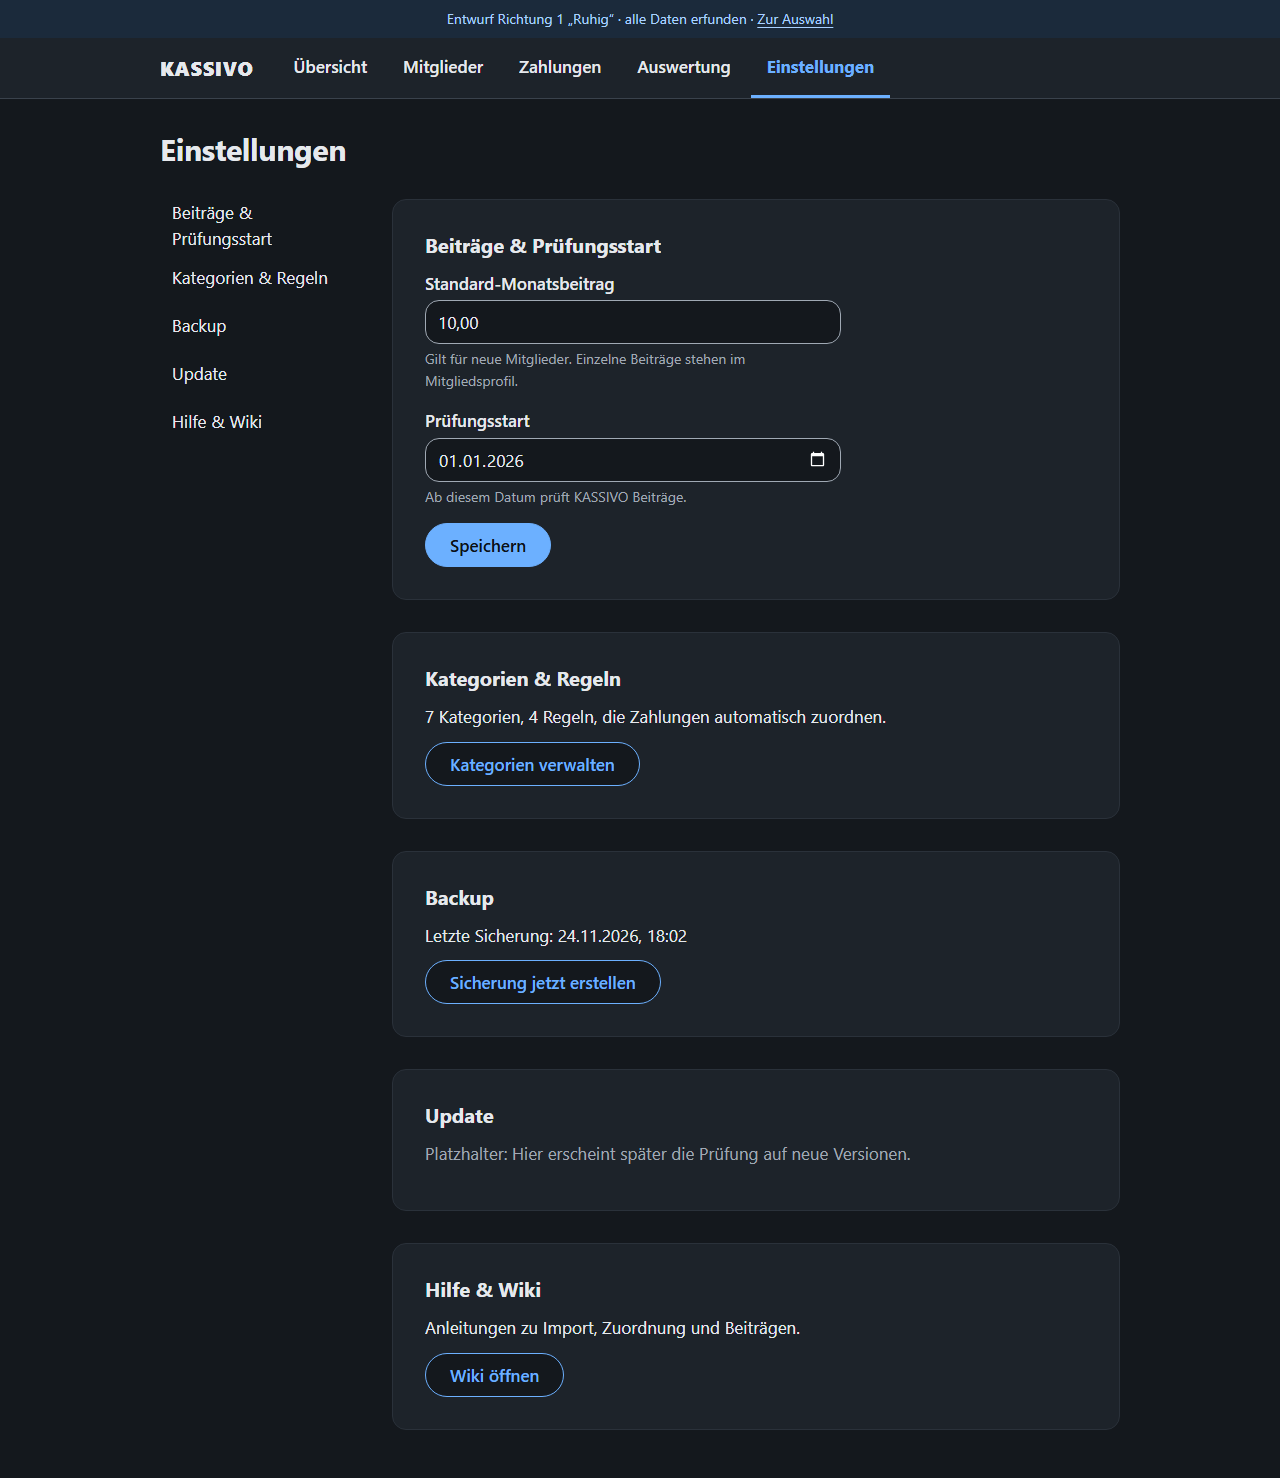 Entwurf Richtung 1 „Ruhig“ · alle Daten erfunden · Zur Auswahl
KASSIVO
Übersicht
Mitglieder
Zahlungen
Auswertung
Einstellungen
Einstellungen
Beiträge &
Prüfungsstart
Kategorien & Regeln
Backup
Update
Hilfe & Wiki
Beiträge & Prüfungsstart
Standard-Monatsbeitrag
10,00
Gilt für neue Mitglieder. Einzelne Beiträge stehen im
Mitgliedsprofil.
Prüfungsstart
01.01.2026
Ab diesem Datum prüft KASSIVO Beiträge.
Speichern
Kategorien & Regeln
7 Kategorien, 4 Regeln, die Zahlungen automatisch zuordnen.
Kategorien verwalten
Backup
Letzte Sicherung: 24.11.2026, 18:02
Sicherung jetzt erstellen
Update
Platzhalter: Hier erscheint später die Prüfung auf neue Versionen.
Hilfe & Wiki
Anleitungen zu Import, Zuordnung und Beiträgen.
Wiki öffnen